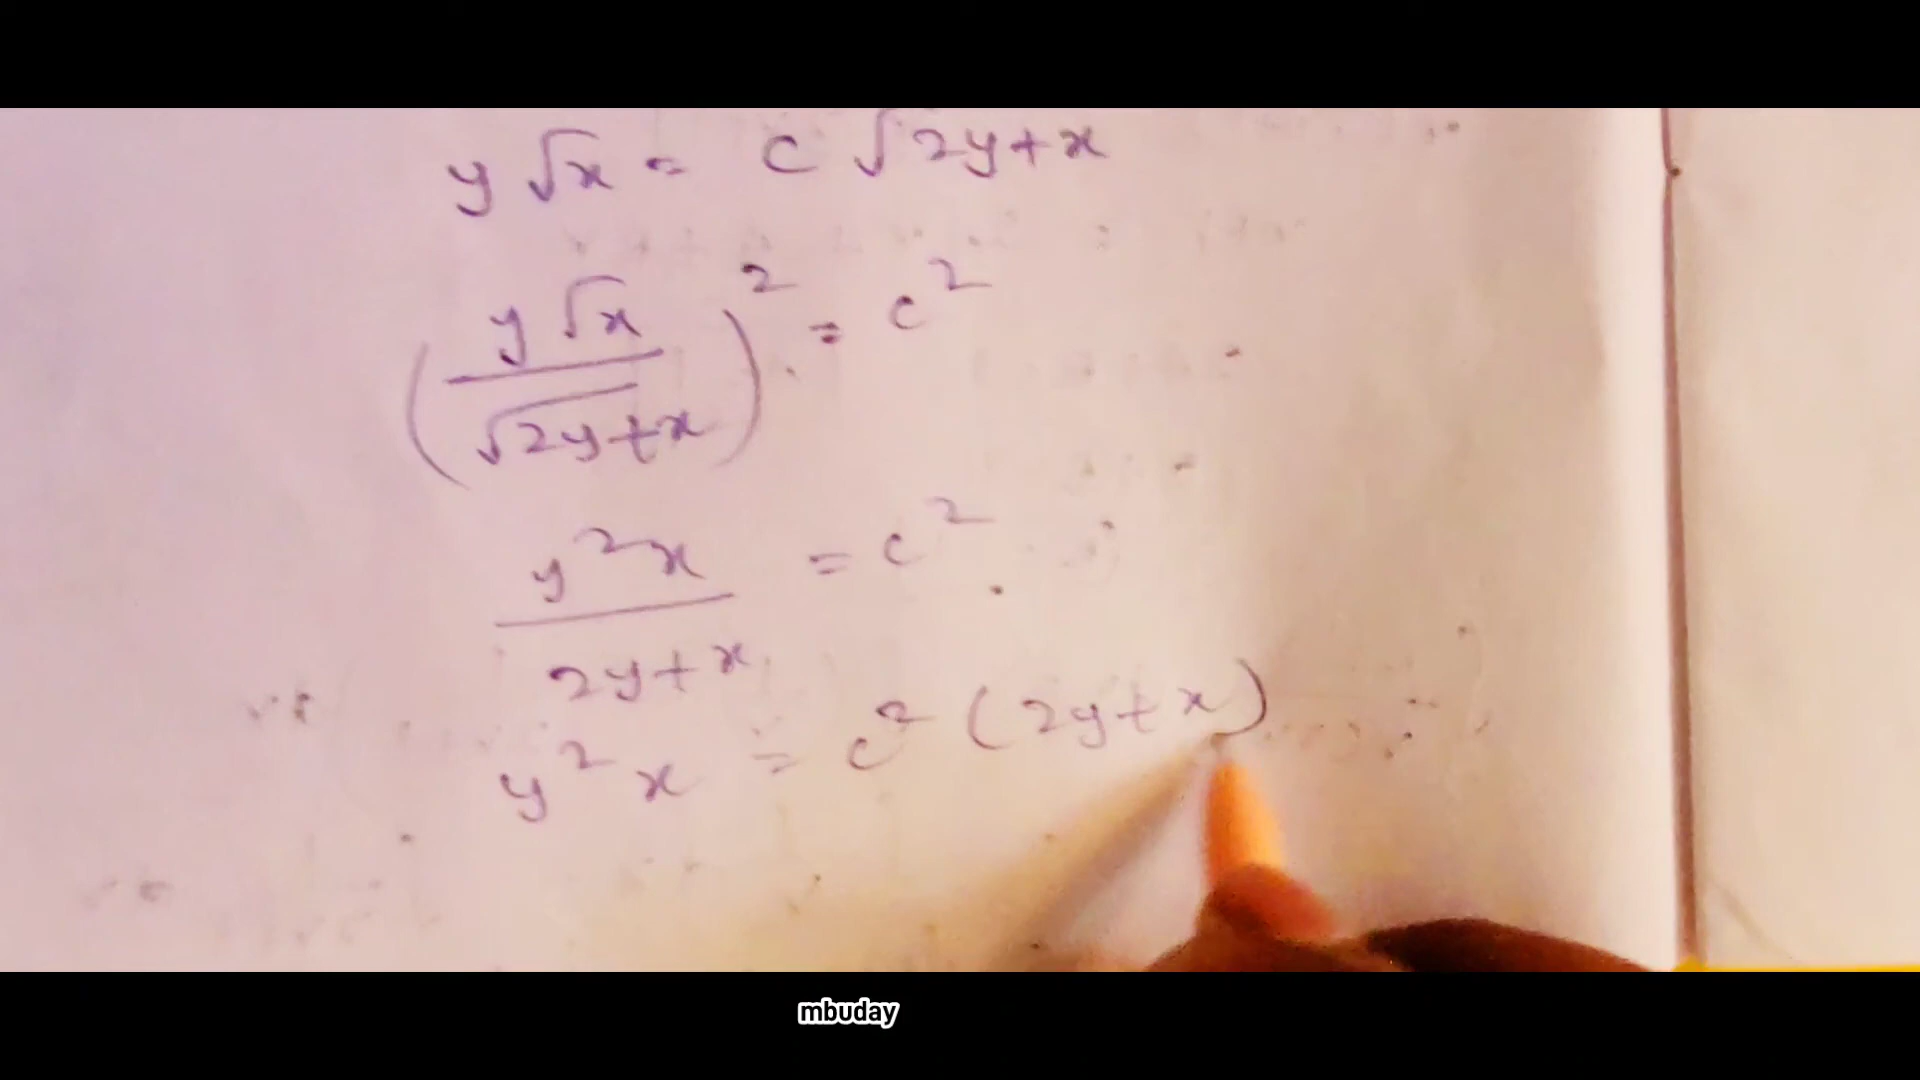 y √x = c √2y+x
(y √x / √2y+x)² = c²
y²x / 2y+x = c²
y²x = c²(2y+x)
mbuday